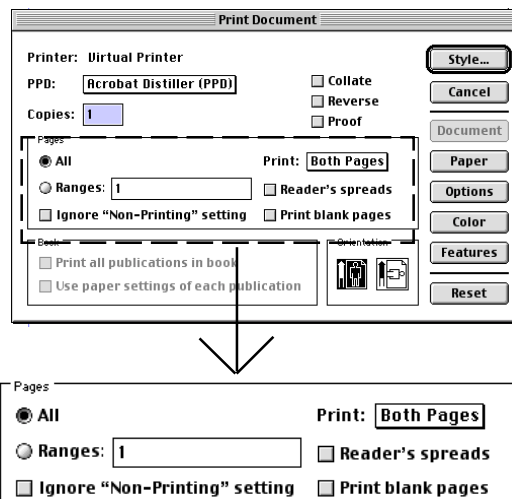 Print Document
Printer: Virtual Printer
Style...
PPD: Acrobat Distiller (PPD)
Collate
Cancel
Reverse
Copies: 1
Proof
Document
Pages
All
Print: Both Pages
Paper
Ranges: 1
Reader's spreads
Options
Ignore “Non-Printing” setting
Print blank pages
Color
Book
Orientation
Features
Print all publications in book
Use paper settings of each publication
Reset
Pages
All
Print: Both Pages
Ranges: 1
Reader's spreads
Ignore “Non-Printing” setting
Print blank pages